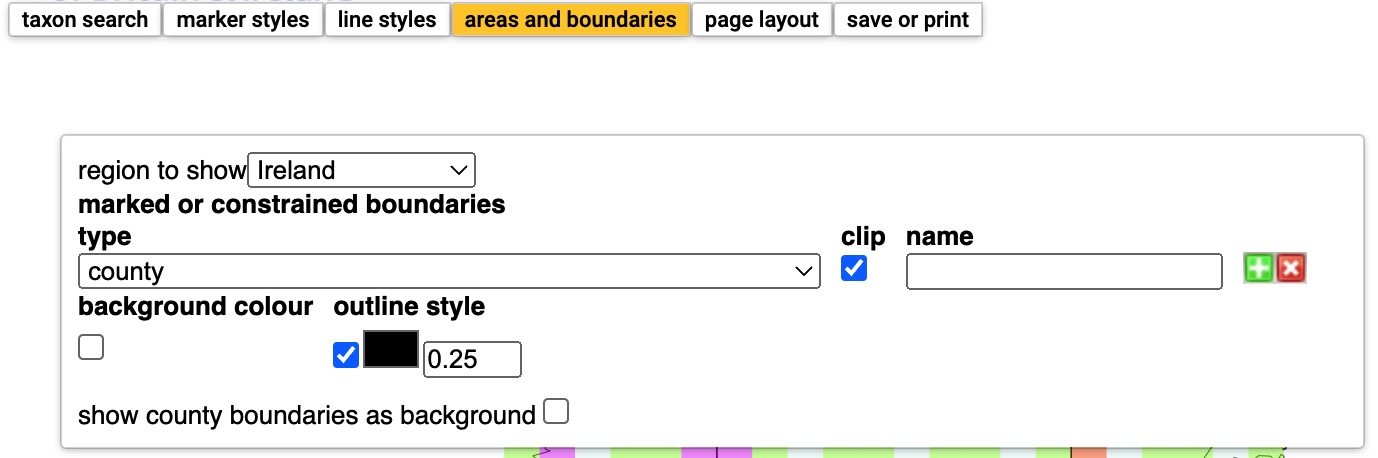 taxon search marker styles line styles areas and boundaries page layout save or print
region to show Ireland
marked or constrained boundaries
type clip name
county
background colour outline style
0.25
show county boundaries as background